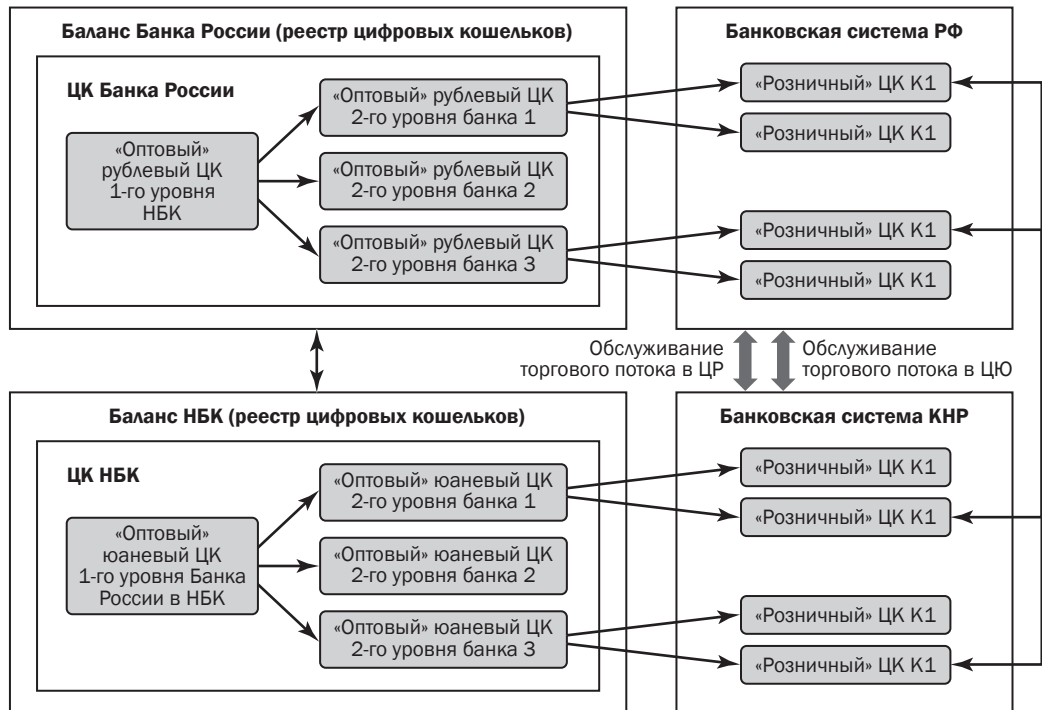 Баланс Банка России (реестр цифровых кошельков)
ЦК Банка России
«Оптовый»
рублевый ЦК
1-го уровня
НБК
«Оптовый» рублевый ЦК
2-го уровня банка 1
«Оптовый» рублевый ЦК
2-го уровня банка 2
«Оптовый» рублевый ЦК
2-го уровня банка 3
Банковская система РФ
«Розничный» ЦК К1
«Розничный» ЦК К1
«Розничный» ЦК К1
«Розничный» ЦК К1
Обслуживание
торгового потока в ЦР
Обслуживание
торгового потока в ЦЮ
Баланс НБК (реестр цифровых кошельков)
ЦК НБК
«Оптовый»
юаневый ЦК
1-го уровня Банка
России в НБК
«Оптовый» юаневый ЦК
2-го уровня банка 1
«Оптовый» юаневый ЦК
2-го уровня банка 2
«Оптовый» юаневый ЦК
2-го уровня банка 3
Банковская система КНР
«Розничный» ЦК К1
«Розничный» ЦК К1
«Розничный» ЦК К1
«Розничный» ЦК К1